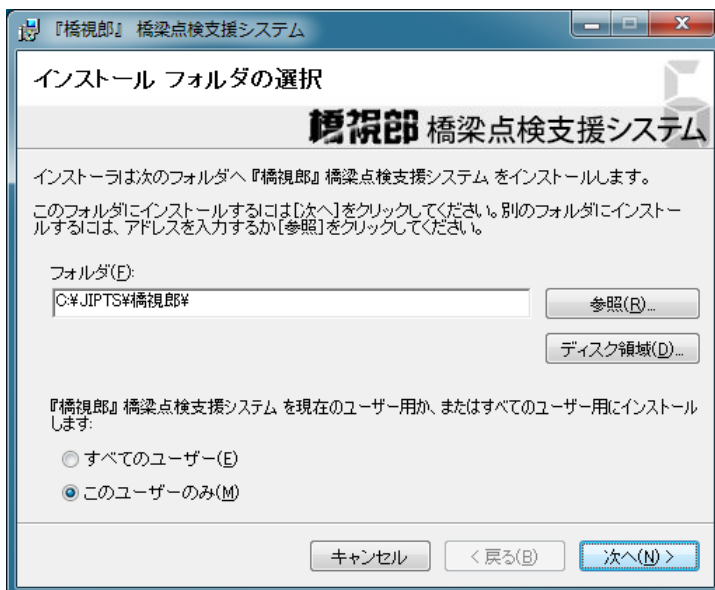 『橋視郎』 橋梁点検支援システム
インストール フォルダの選択
橋視郎 橋梁点検支援システム
インストーラは次のフォルダへ『橋視郎』橋梁点検支援システム をインストールします。
このフォルダにインストールするには[次へ]をクリックしてください。別のフォルダにインストー
ルするには、アドレスを入力するか[参照]をクリックしてください。
フォルダ(F):
C:¥JIPTS¥橋視郎¥
参照(R)...
ディスク領域(D)...
『橋視郎』橋梁点検支援システム を現在のユーザー用か、またはすべてのユーザー用にインストール
します:
すべてのユーザー(E)
このユーザーのみ(M)
キャンセル
< 戻る(B)
次へ(N) >